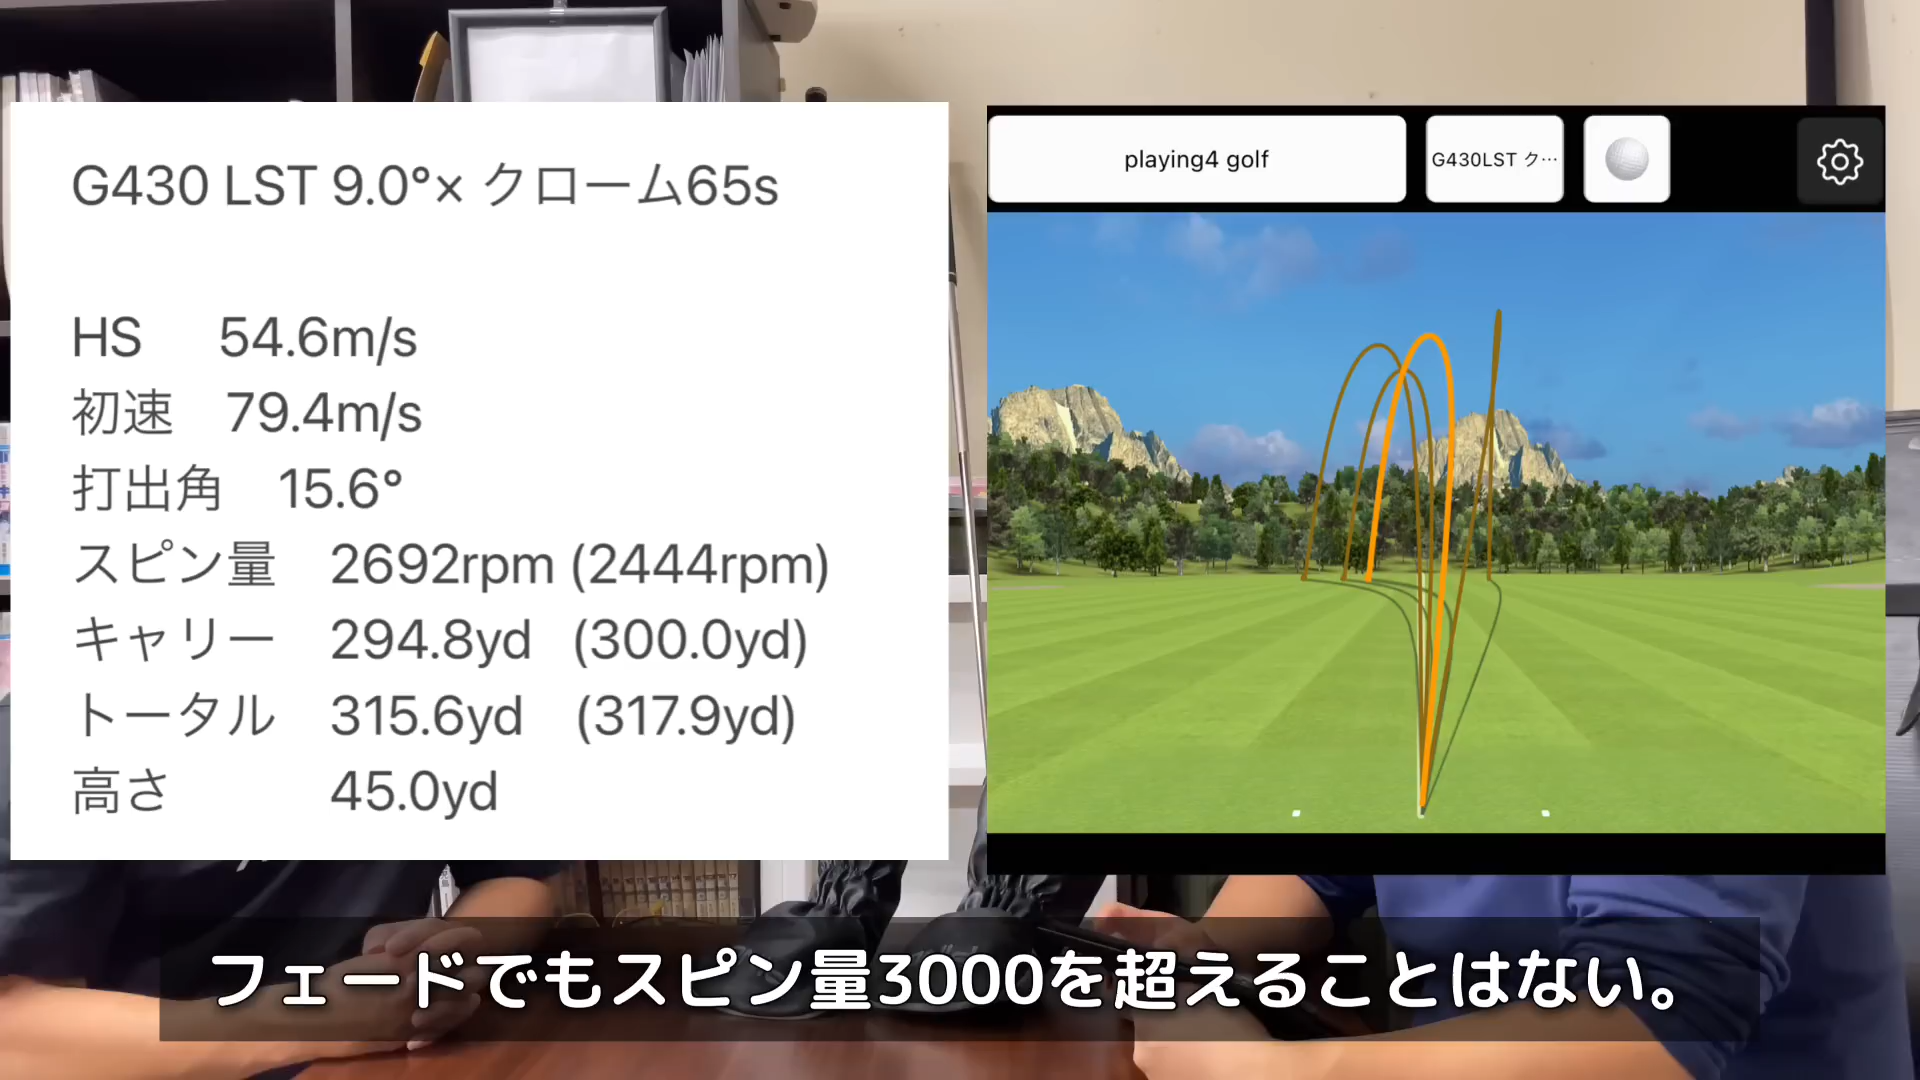 G430 LST 9.0°× クローム65s
HS 54.6m/s
初速 79.4m/s
打出角 15.6°
スピン量 2692rpm (2444rpm)
キャリー 294.8yd (300.0yd)
トータル 315.6yd (317.9yd)
高さ 45.0yd
playing4 golf
G430LST ク…
フェードでもスピン量3000を超えることはない。